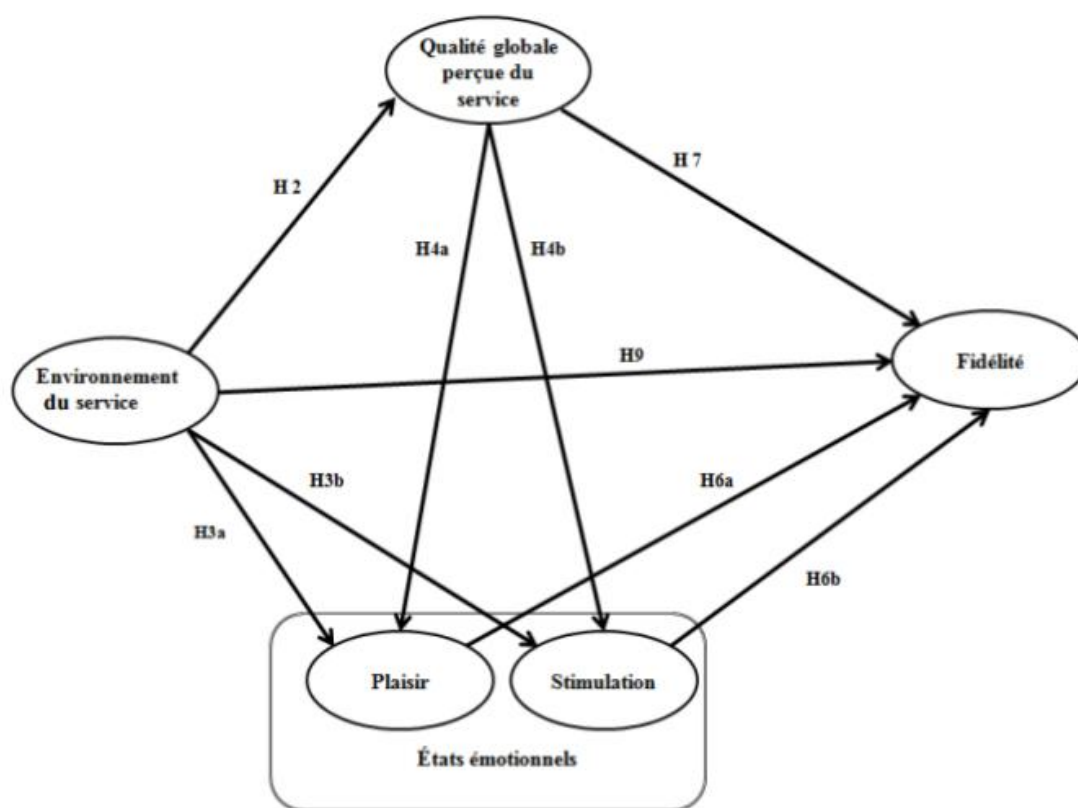 Qualité globale
perçue du
service
H 2
H 7
H4a
H4b
H9
Fidélité
Environnement
du service
H3b
H6a
H3a
H6b
Plaisir
Stimulation
États émotionnels